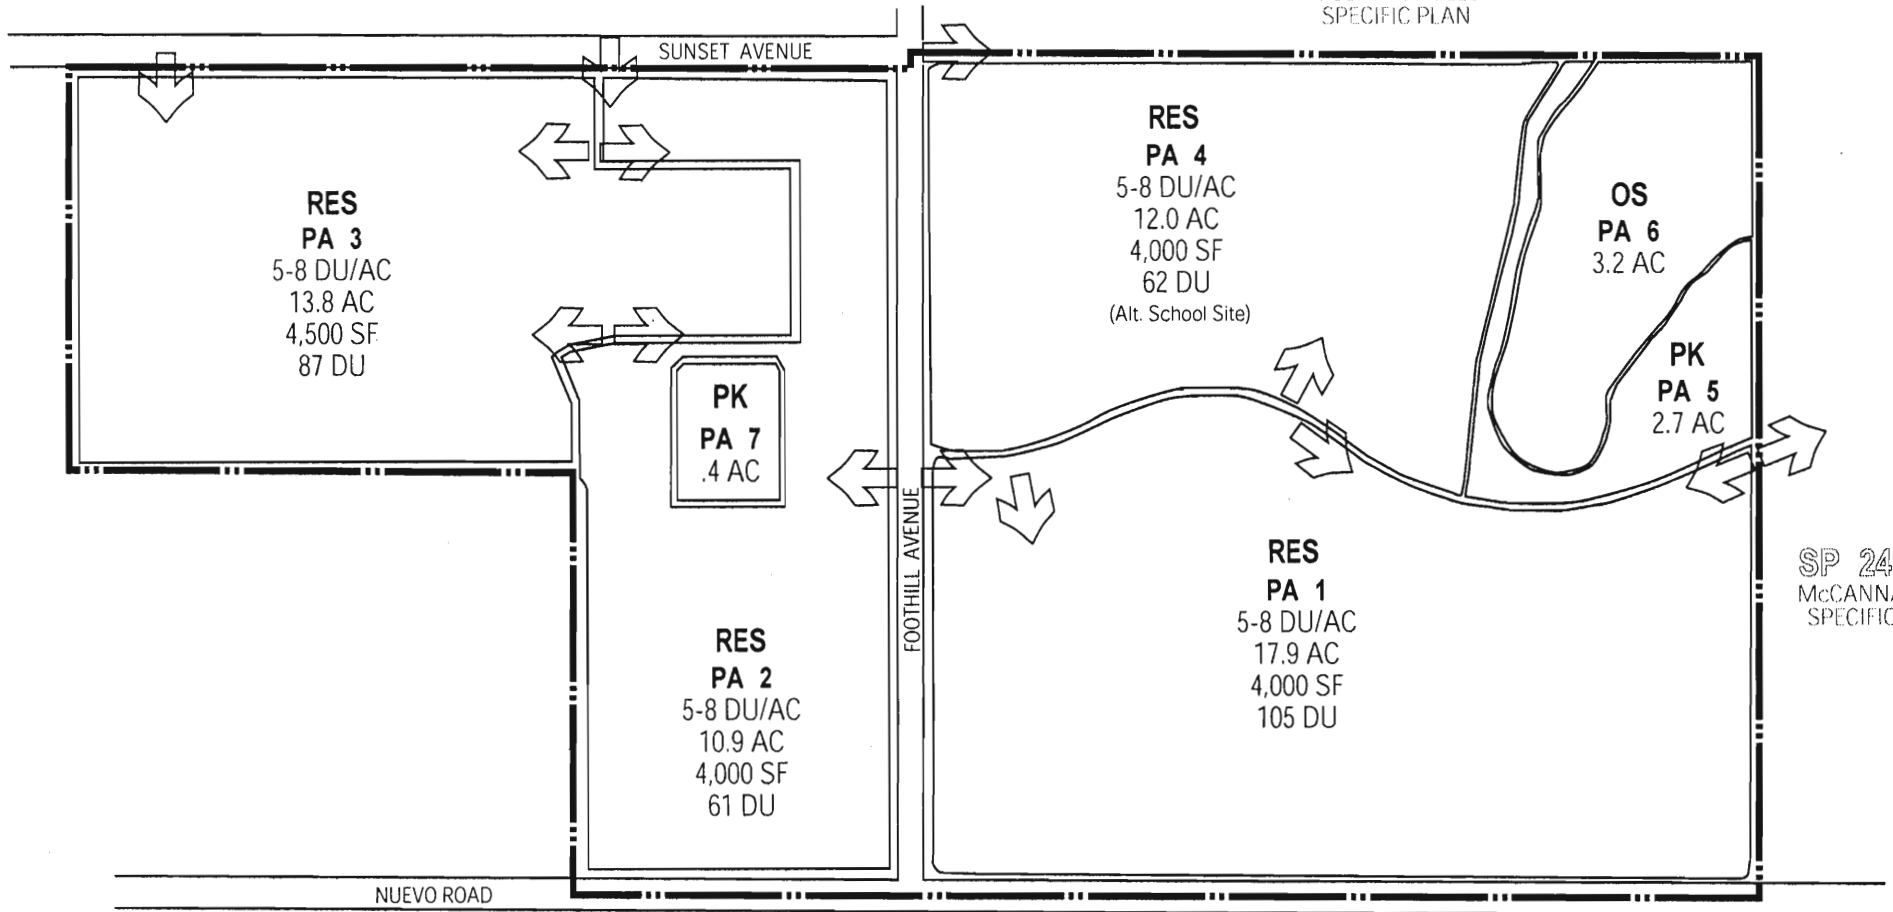 SPECIFIC PLAN
SUNSET AVENUE
RES
PA 3
5-8 DU/AC
13.8 AC
4,500 SF
87 DU
RES
PA 4
5-8 DU/AC
12.0 AC
4,000 SF
62 DU
(Alt. School Site)
OS
PA 6
3.2 AC
PK
PA 5
2.7 AC
PK
PA 7
.4 AC
FOOTHILL AVENUE
RES
PA 2
5-8 DU/AC
10.9 AC
4,000 SF
61 DU
RES
PA 1
5-8 DU/AC
17.9 AC
4,000 SF
105 DU
SP 24
McCANNA
SPECIFIC
NUEVO ROAD